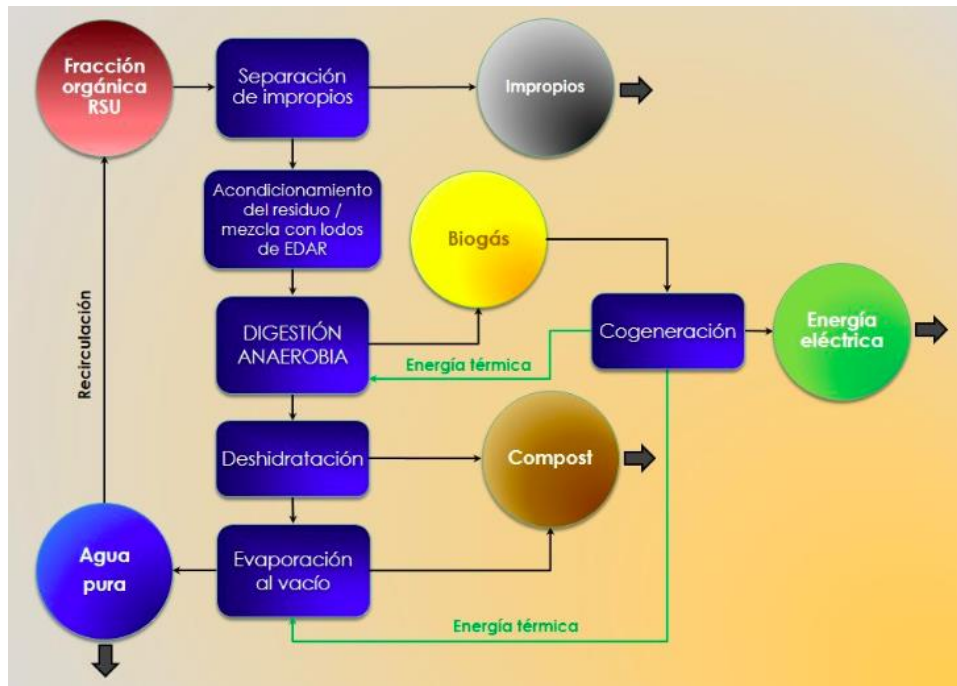 Fracción
orgánica
RSU
Separación
de impropios
Impropios
Acondicionamiento
del residuo /
mezcla con lodos
de EDAR
Biogás
Recirculación
DIGESTIÓN
ANAEROBIA
Energía térmica
Cogeneración
Energía
eléctrica
Deshidratación
Compost
Agua
pura
Evaporación
al vacío
Energía térmica